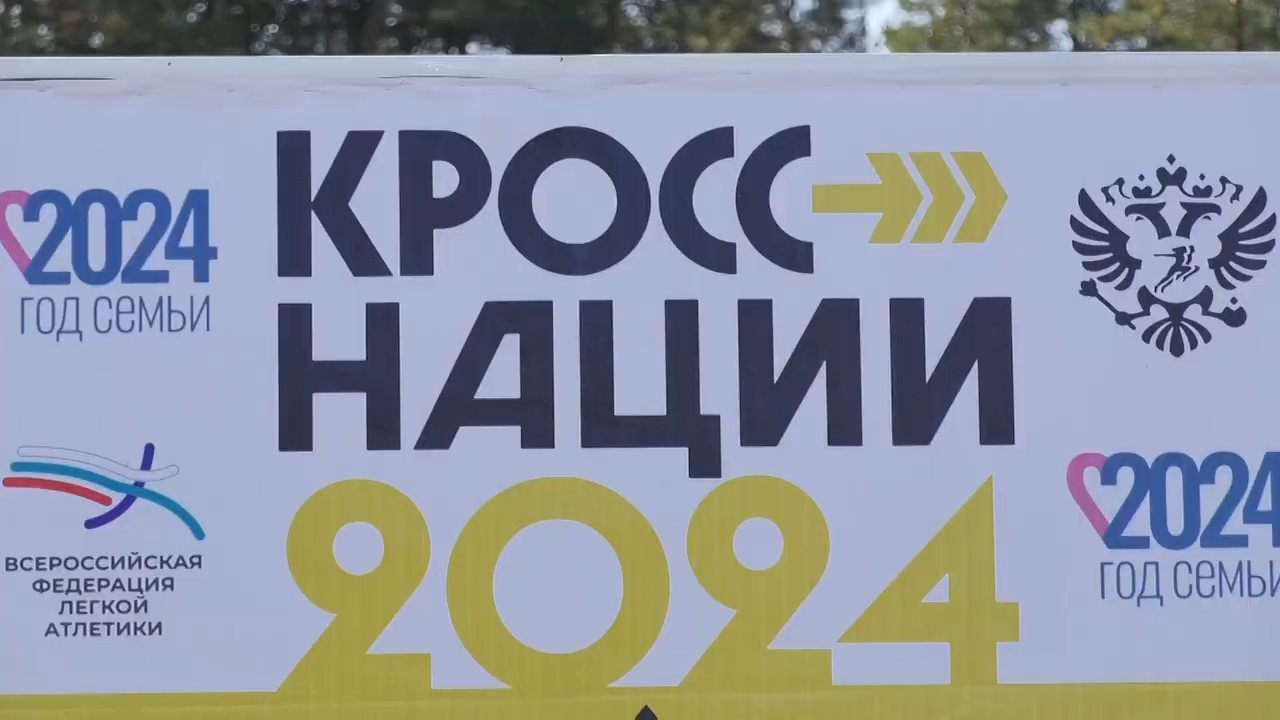 КРОСС
НАЦИИ
2024
2024
ГОД СЕМЬИ
ВСЕРОССИЙСКАЯ
ФЕДЕРАЦИЯ
ЛЕГКОЙ
АТЛЕТИКИ
2024
ГОД СЕМЬИ